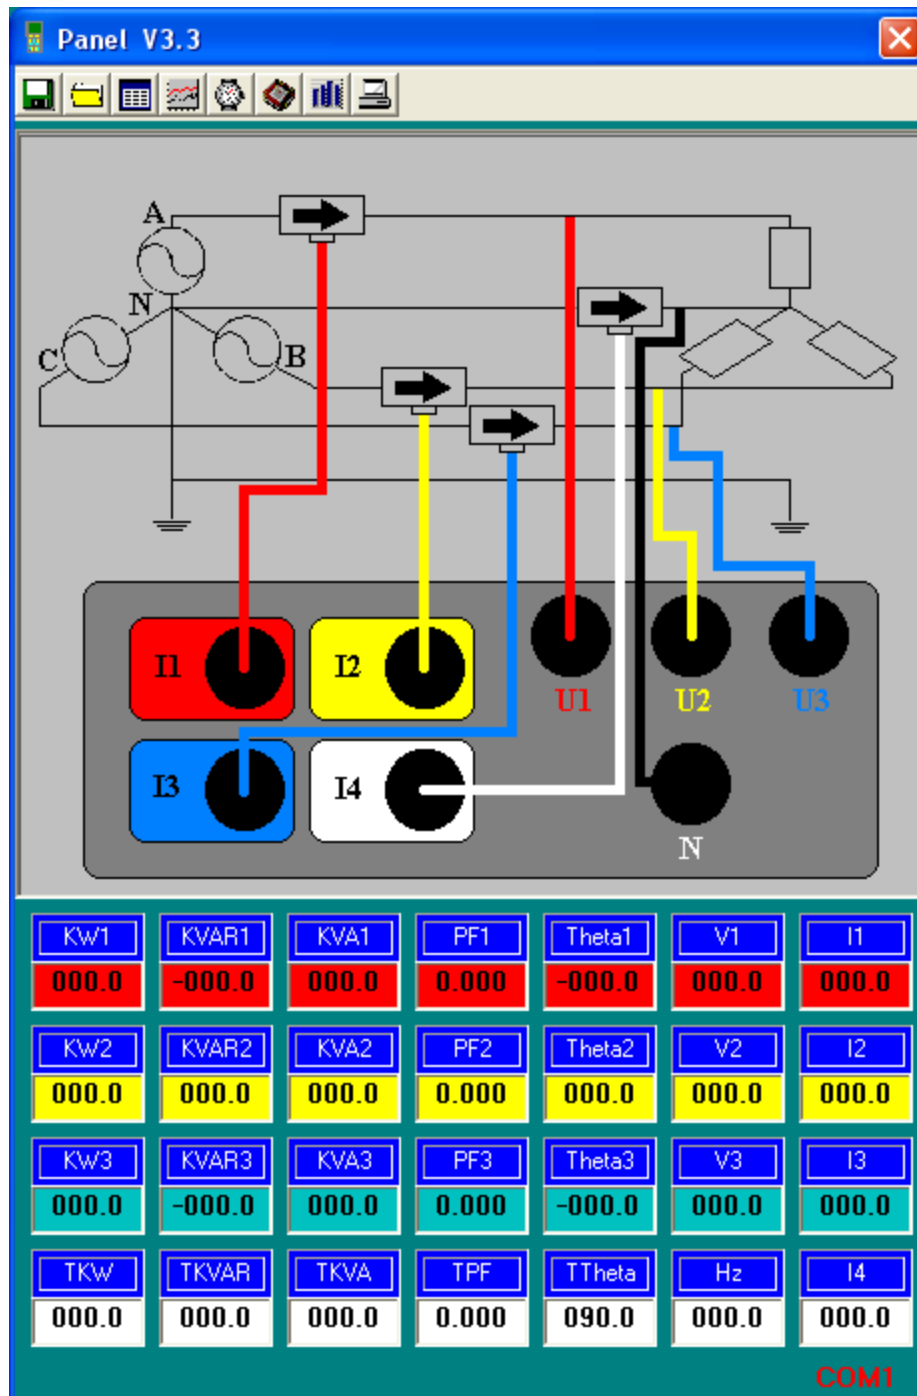 Panel V3.3
A
N
C
B
I1
I2
U1
U2
U3
I3
I4
N
KW1 KVAR1 KVA1 PF1 Theta1 V1 I1
000.0 -000.0 000.0 0.000 -000.0 000.0 000.0
KW2 KVAR2 KVA2 PF2 Theta2 V2 I2
000.0 000.0 000.0 0.000 000.0 000.0 000.0
KW3 KVAR3 KVA3 PF3 Theta3 V3 I3
000.0 -000.0 000.0 0.000 -000.0 000.0 000.0
TKW TKVAR TKVA TPF TTheta Hz I4
000.0 000.0 000.0 0.000 090.0 000.0 000.0
COM1